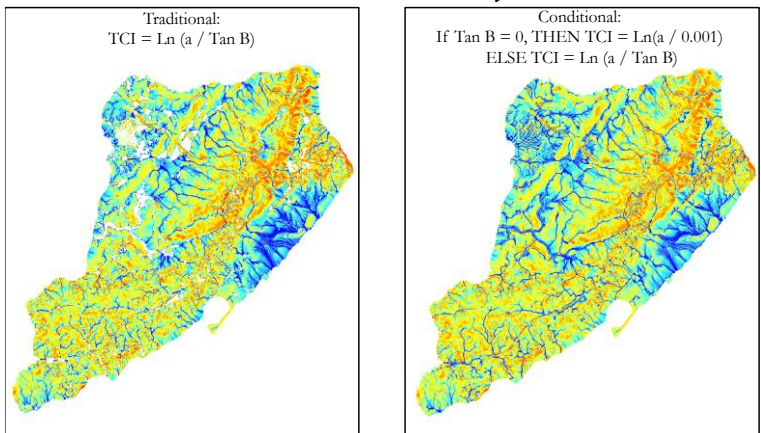 Traditional:
TCI = Ln (a / Tan B)
Conditional:
If Tan B = 0, THEN TCI = Ln(a / 0.001)
ELSE TCI = Ln (a / Tan B)